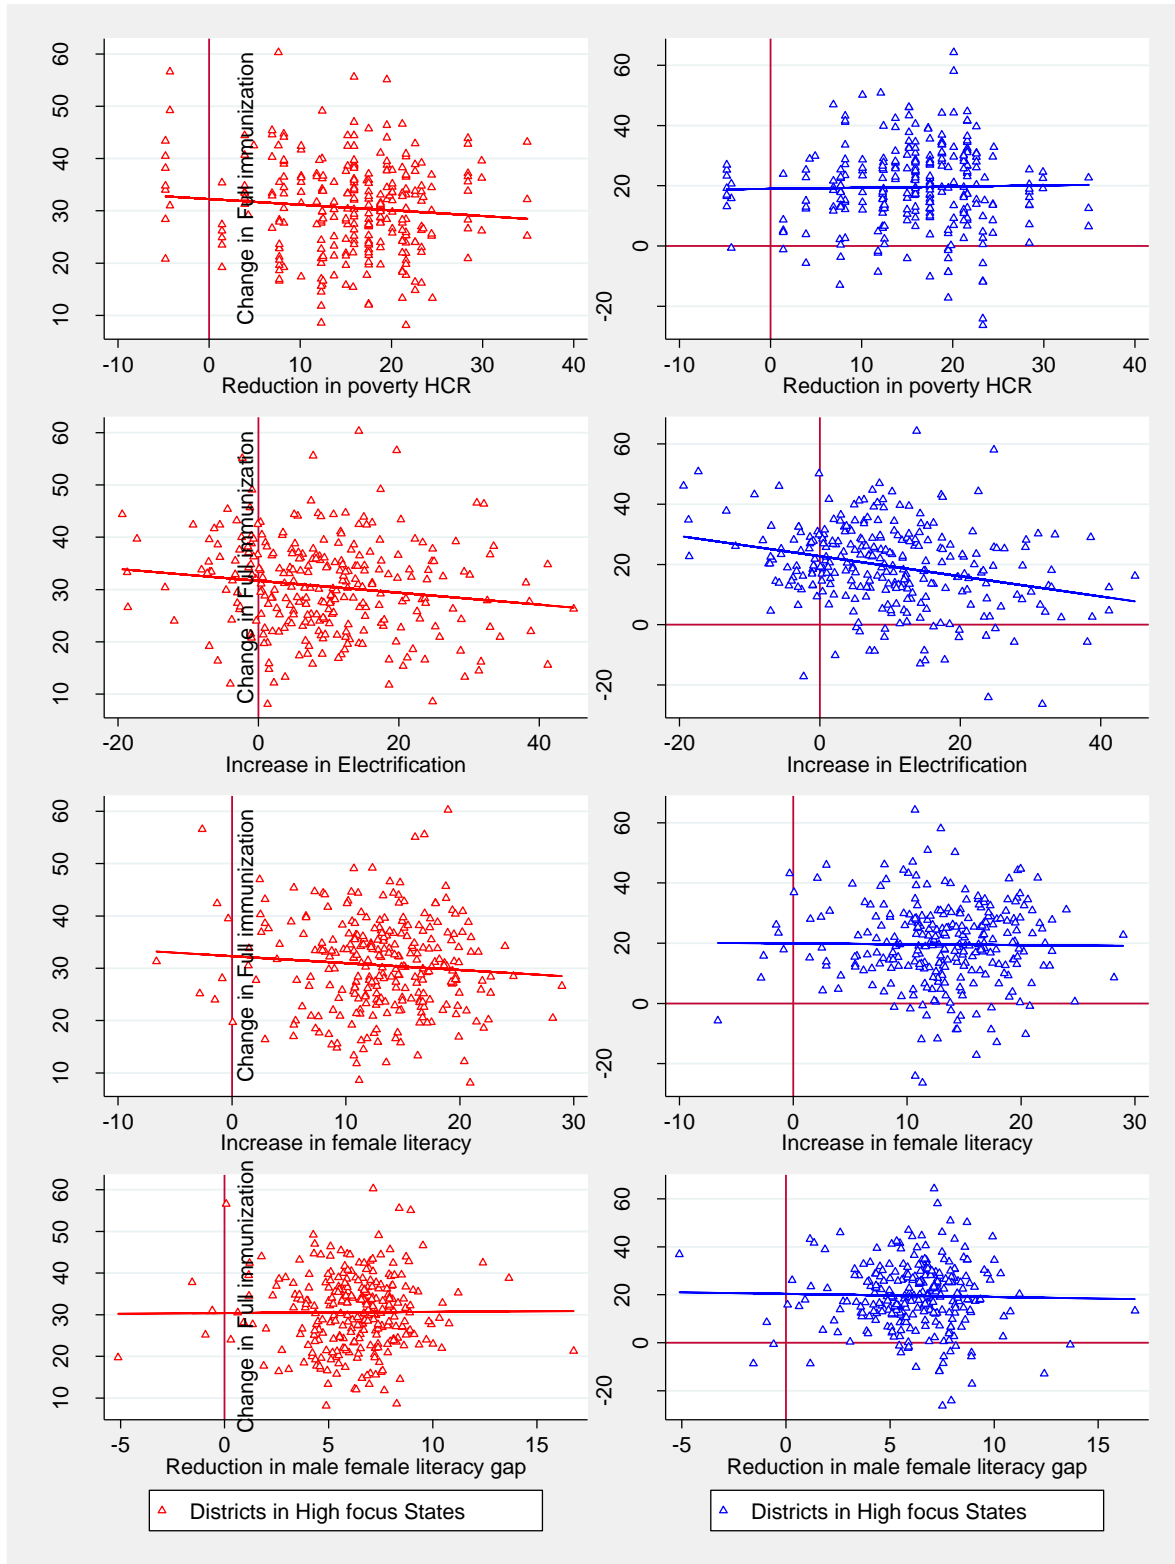 Change in Full immunization
60
50
40
30
20
10
-10 0 10 20 30 40
Reduction in poverty HCR
60
40
20
0
-20
-10 0 10 20 30 40
Reduction in poverty HCR
Change in Full immunization
60
50
40
30
20
10
-20 0 20 40
Increase in Electrification
60
40
20
0
-20
-20 0 20 40
Increase in Electrification
Change in Full immunization
60
50
40
30
20
10
-10 0 10 20 30
Increase in female literacy
60
40
20
0
-20
-10 0 10 20 30
Increase in female literacy
Change in Full immunization
60
50
40
30
20
10
-5 0 5 10 15
Reduction in male female literacy gap
60
40
20
0
-20
-5 0 5 10 15
Reduction in male female literacy gap
Districts in High focus States
Districts in High focus States